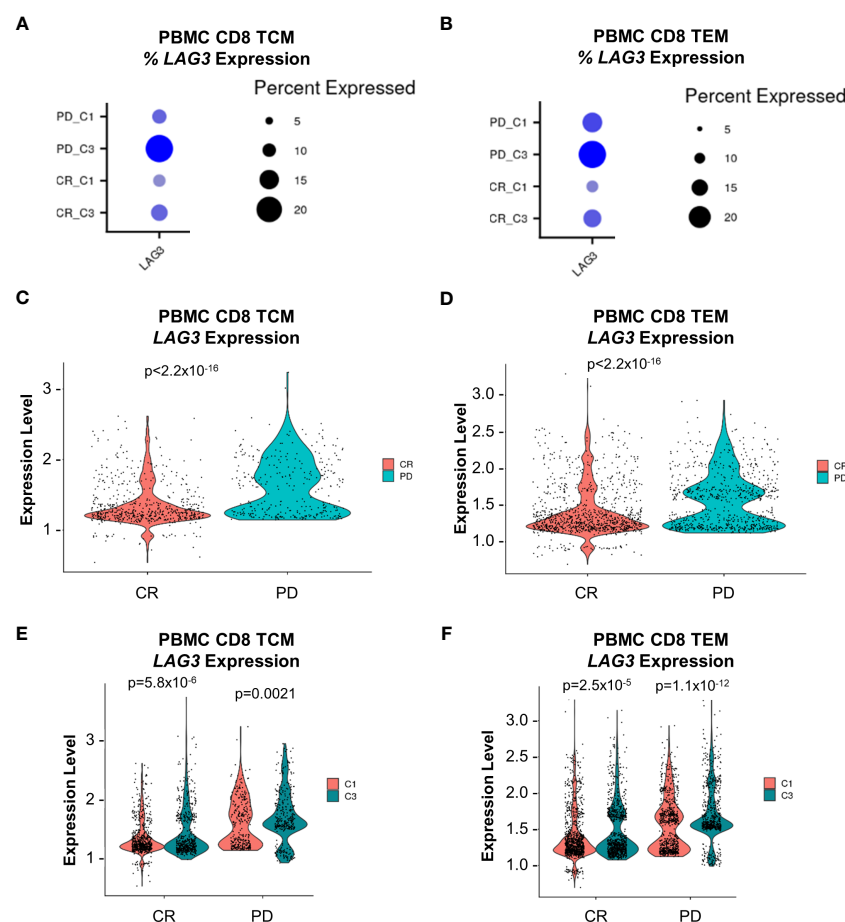 A
PBMC CD8 TCM
% LAG3 Expression
Percent Expressed
PD_C1
PD_C3
CR_C1
CR_C3
5
10
15
20
LAG3
B
PBMC CD8 TEM
% LAG3 Expression
Percent Expressed
PD_C1
PD_C3
CR_C1
CR_C3
5
10
15
20
LAG3
C
PBMC CD8 TCM
LAG3 Expression
p<2.2x10-16
Expression Level
3
2
1
CR
PD
CR
PD
D
PBMC CD8 TEM
LAG3 Expression
p<2.2x10-16
Expression Level
3.0
2.5
2.0
1.5
1.0
CR
PD
CR
PD
E
PBMC CD8 TCM
LAG3 Expression
p=5.8x10-6
p=0.0021
Expression Level
3
2
1
C1
C3
CR
PD
F
PBMC CD8 TEM
LAG3 Expression
p=2.5x10-5
p=1.1x10-12
Expression Level
3.0
2.5
2.0
1.5
1.0
C1
C3
CR
PD